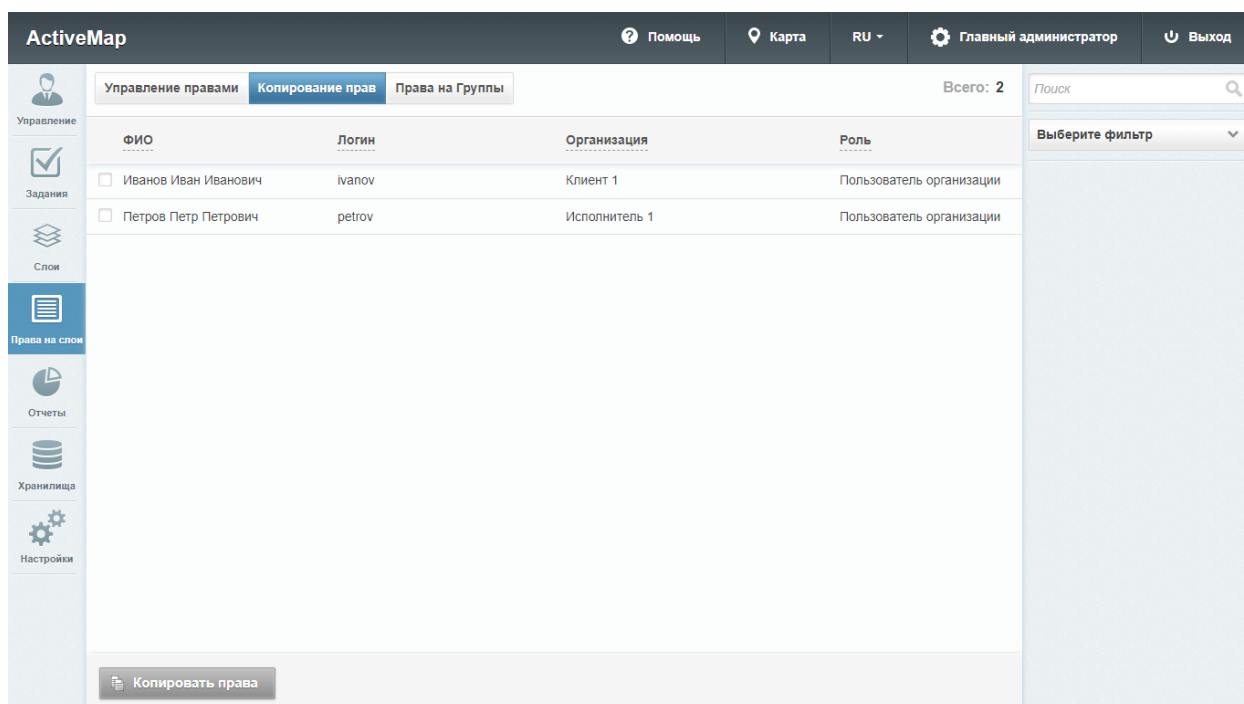 ActiveMap
Помощь
Карта
RU
Главный администратор
Выход
Управление
Задания
Слои
Права на слои
Отчеты
Хранилища
Настройки
Управление правами Копирование прав Права на Группы
Всего: 2
ФИО Логин Организация Роль
Иванов Иван Иванович ivanov Клиент 1 Пользователь организации
Петров Петр Петрович petrov Исполнитель 1 Пользователь организации
Копировать права
Поиск
Выберите фильтр